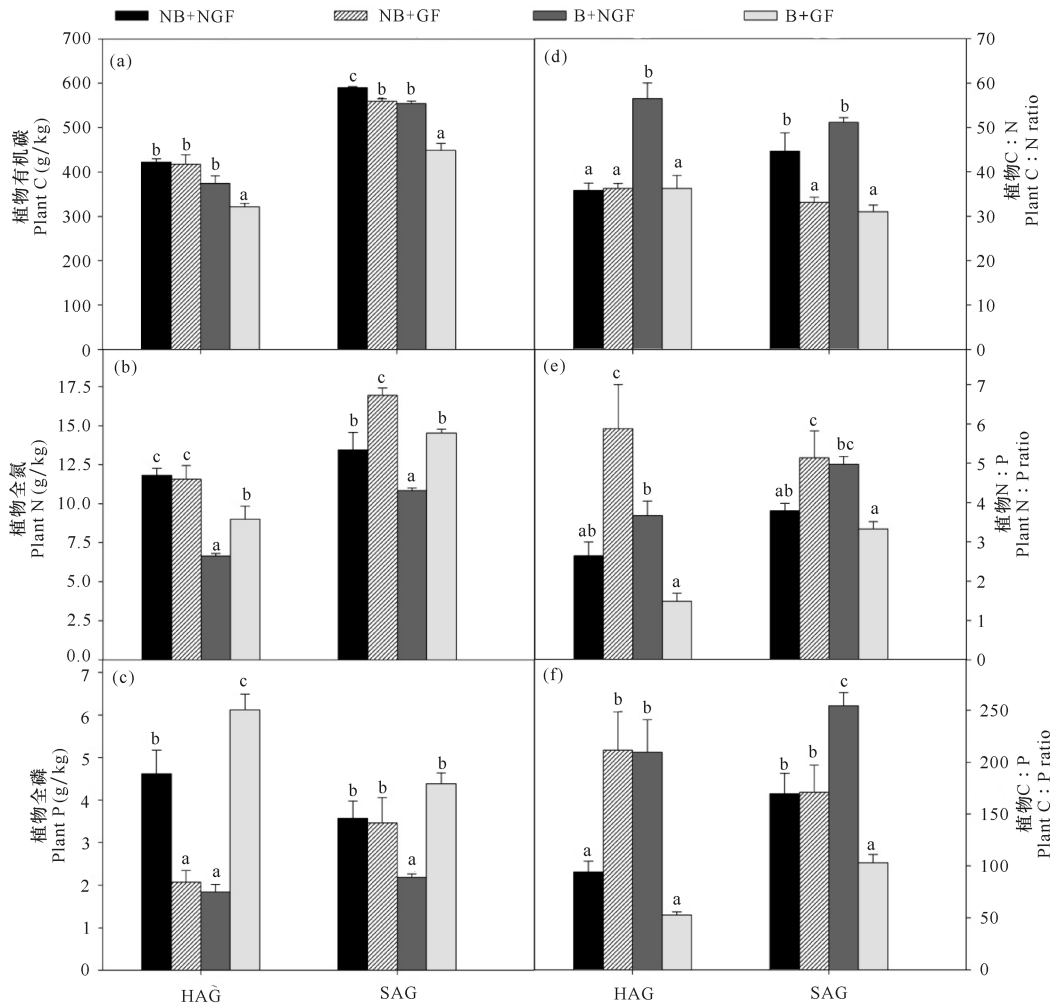 NB+NGF NB+GF B+NGF B+GF
(a)
植物有机碳
Plant C (g/kg)
700
600
500
400
300
200
100
0
b b b a
c b b a
(d)
植物C：N
Plant C：N ratio
70
60
50
40
30
20
10
0
a a b a
b a b a
(b)
植物全氮
Plant N (g/kg)
17.5
15.0
12.5
10.0
7.5
5.0
2.5
0.0
c c a b
b c a b
(e)
植物N：P
Plant N：P ratio
7
6
5
4
3
2
1
0
ab c b a
ab c bc a
(c)
植物全磷
Plant P (g/kg)
7
6
5
4
3
2
1
0
b a a c
b b a b
HAG SAG
(f)
植物C：P
Plant C：P ratio
250
200
150
100
50
0
a b b a
b b c a
HAG SAG